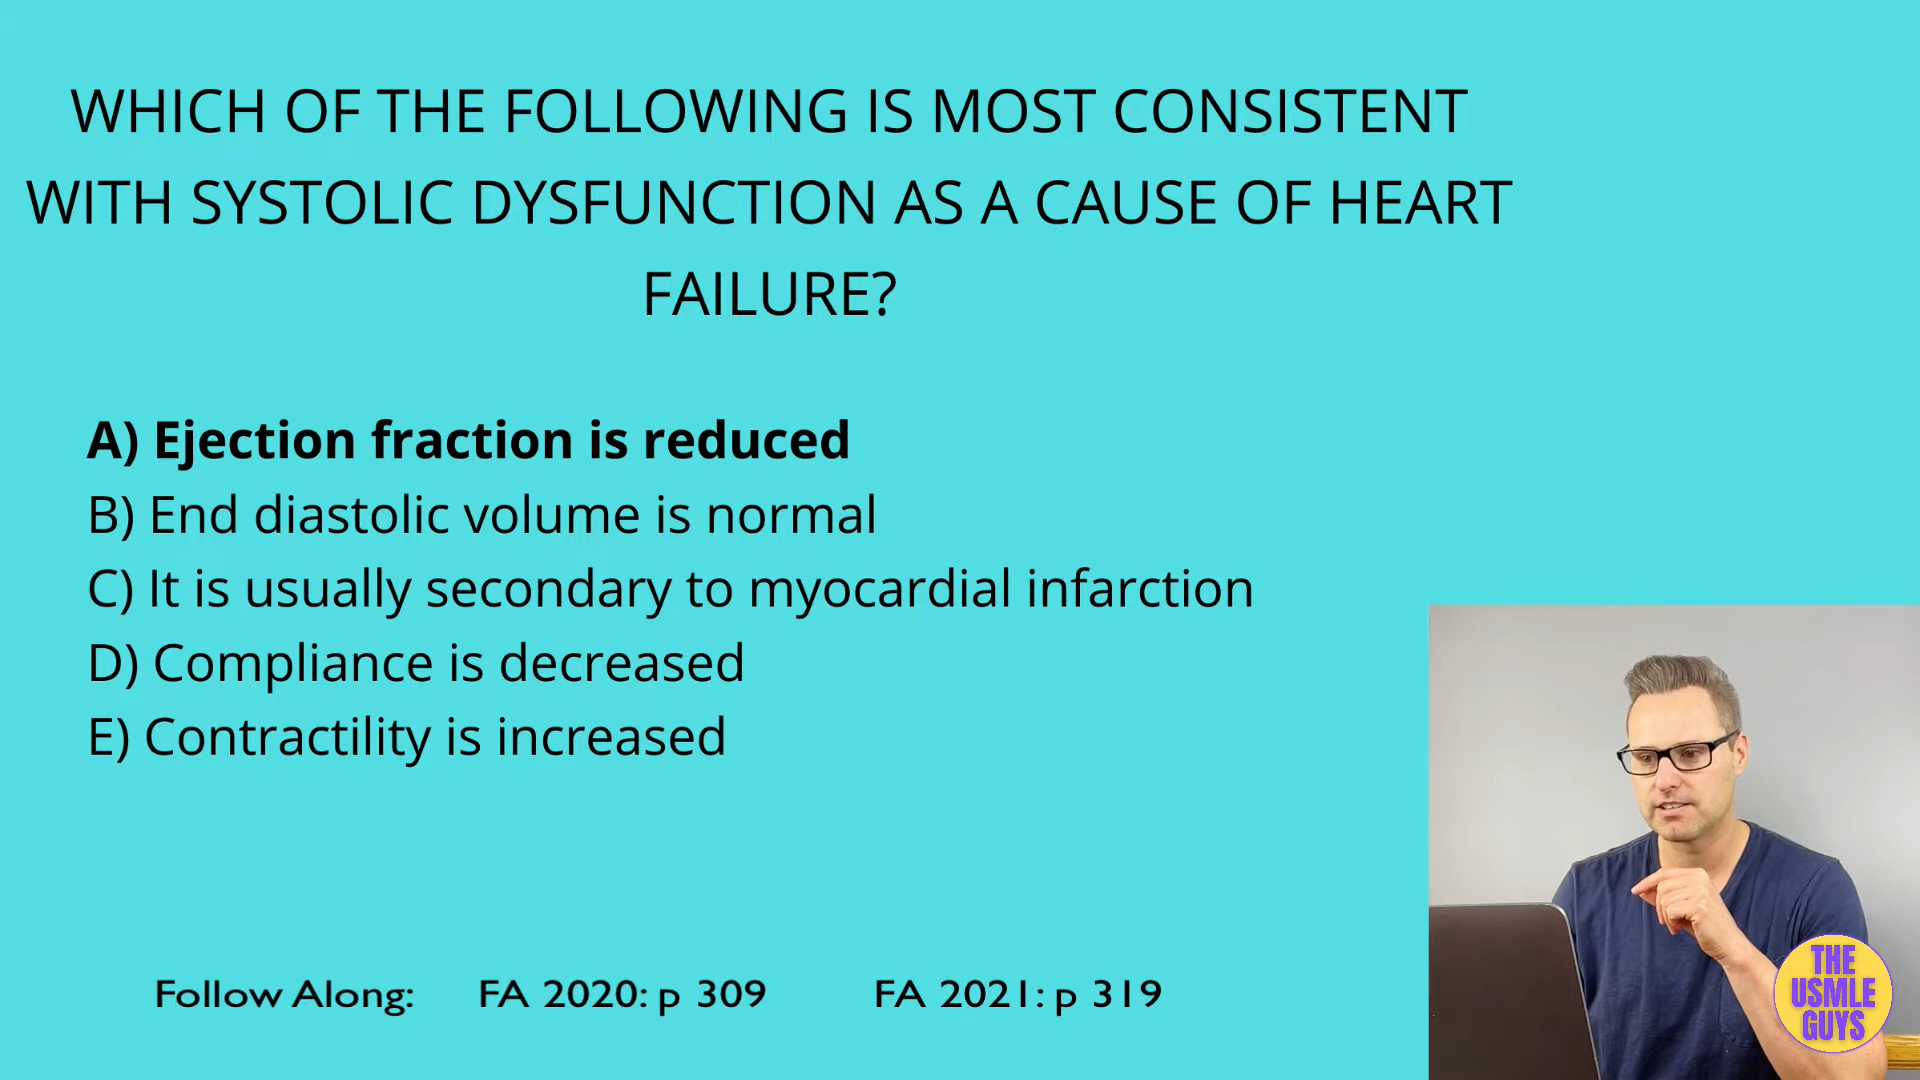 WHICH OF THE FOLLOWING IS MOST CONSISTENT
WITH SYSTOLIC DYSFUNCTION AS A CAUSE OF HEART
FAILURE?
A) Ejection fraction is reduced
B) End diastolic volume is normal
C) It is usually secondary to myocardial infarction
D) Compliance is decreased
E) Contractility is increased
Follow Along: FA 2020: p 309 FA 2021: p 319
THE
USMLE
GUYS